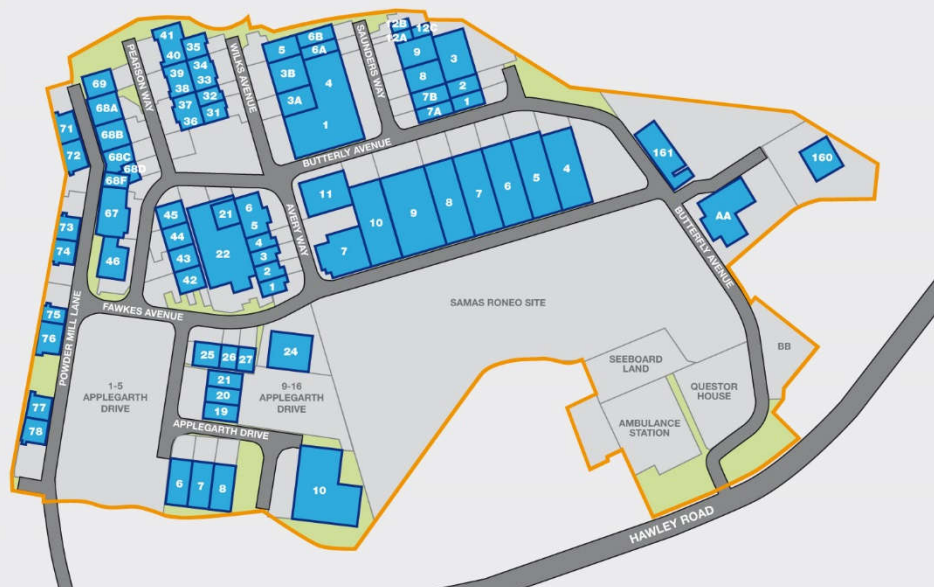 41
40
35
39
34
38
33
37
32
36
31
PEARSON WAY
WILKS AVENUE
5
6B
6A
3B
4
3A
1
SAUNDERS WAY
12B
12C
12A
9
3
8
2
7B
1
7A
69
68A
68B
68C
68D
68F
67
46
71
72
73
74
75
76
77
78
POWDER MILL LANE
BUTTERLY AVENUE
11
10
9
8
7
6
5
4
7
AVERY WAY
45
44
43
42
21
22
6
5
4
3
2
1
FAWKES AVENUE
161
160
AA
BUTTERFLY AVENUE
SAMAS RONEO SITE
25
26
27
24
21
20
19
1-5
APPLEGARTH
DRIVE
9-16
APPLEGARTH
DRIVE
APPLEGARTH DRIVE
6
7
8
10
SEEBOARD
LAND
QUESTOR
HOUSE
AMBULANCE
STATION
BB
HAWLEY ROAD